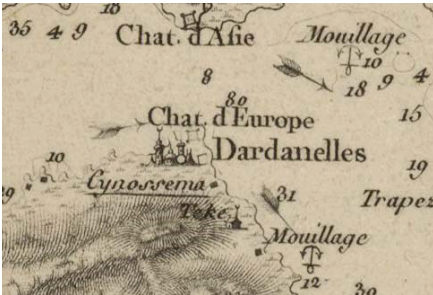 18
35 4 9
Chat. d'Asie
Mouillage
10
18 9 4
8
80
15
Chat. d'Europe
Dardanelles
10
19
Cynossema
31
Trapez
Teke
Mouillage
12
30